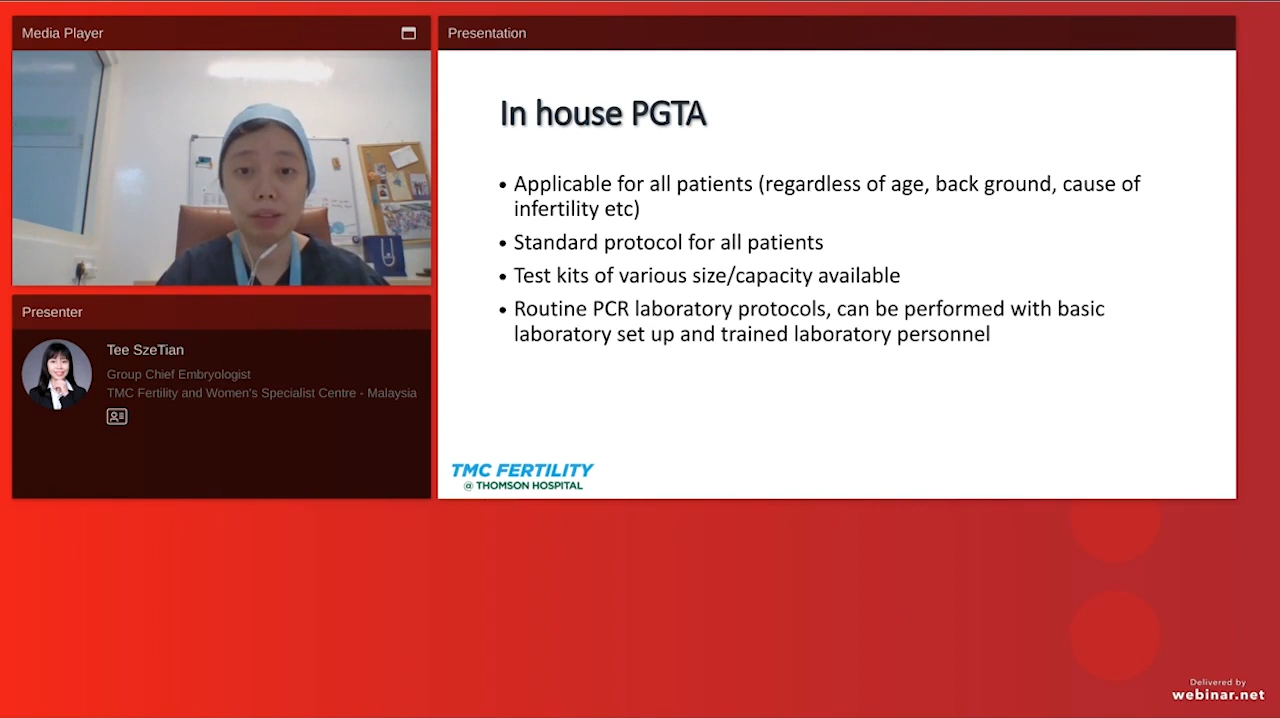 Media Player
Presentation
In house PGTA
• Applicable for all patients (regardless of age, back ground, cause of
infertility etc)
• Standard protocol for all patients
• Test kits of various size/capacity available
• Routine PCR laboratory protocols, can be performed with basic
laboratory set up and trained laboratory personnel
TMC FERTILITY
@ THOMSON HOSPITAL
Presenter
Tee SzeTian
Group Chief Embryologist
TMC Fertility and Women's Specialist Centre - Malaysia
Delivered by
webinar.net